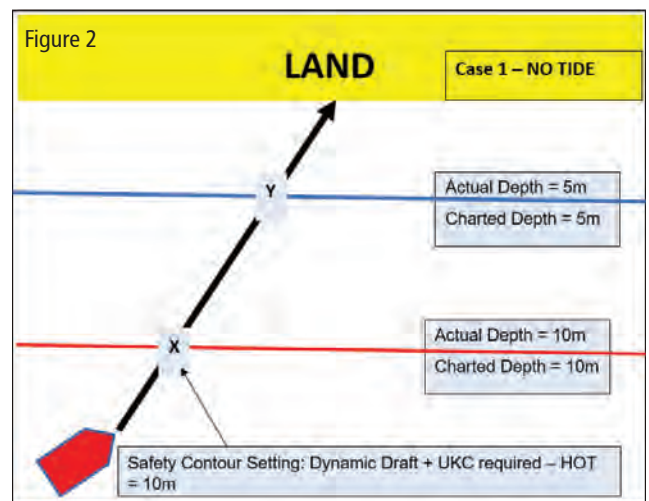 Figure 2
LAND
Case 1 – NO TIDE
Y
Actual Depth = 5m
Charted Depth = 5m
X
Actual Depth = 10m
Charted Depth = 10m
Safety Contour Setting: Dynamic Draft + UKC required – HOT
= 10m